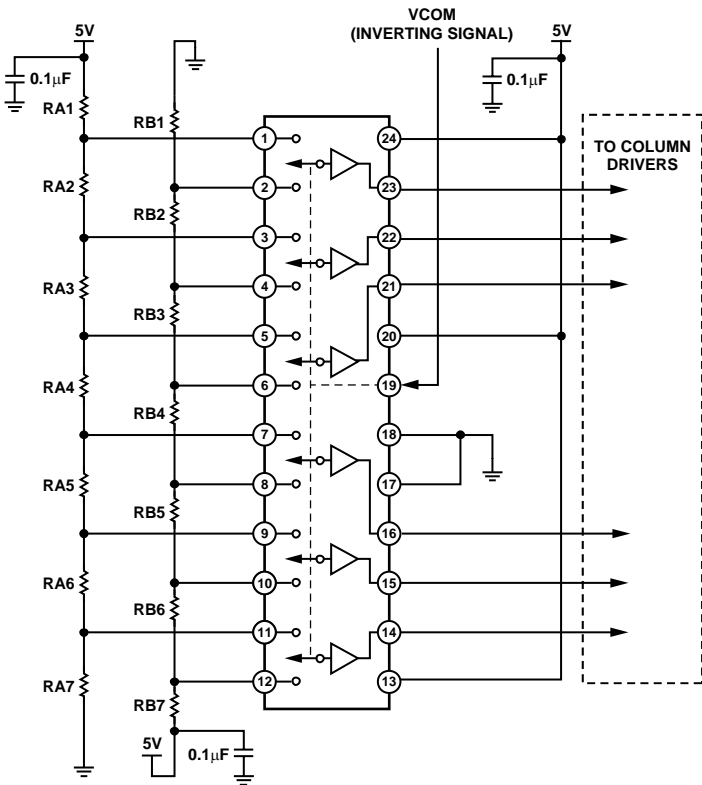 VCOM
(INVERTING SIGNAL)
5V
5V
0.1μF
0.1μF
RA1
RB1
1
24
TO COLUMN
DRIVERS
RA2
2
23
RB2
3
22
RA3
4
21
RB3
5
20
RA4
6
19
RB4
7
18
RA5
8
17
RB5
9
16
RA6
10
15
RB6
11
14
RA7
12
13
RB7
5V
0.1μF